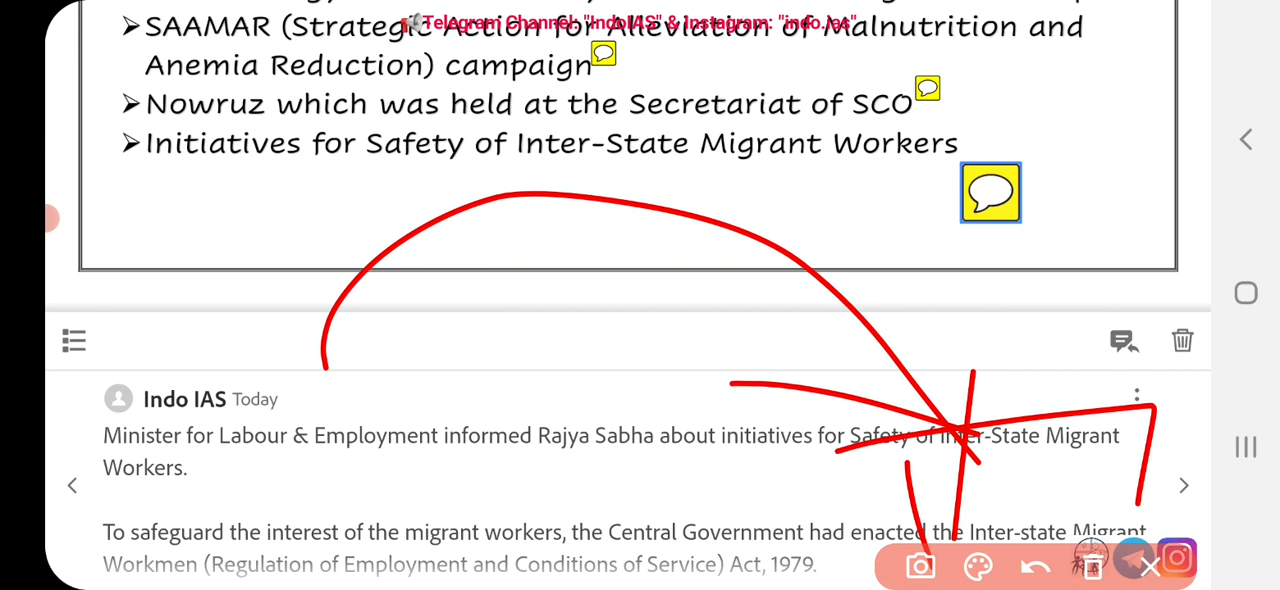 Telegram Channel: "IndoIAS" & Instagram: "indo.ias"
➢SAAMAR (Strategic Action for Alleviation of Malnutrition and
Anemia Reduction) campaign
➢Nowruz which was held at the Secretariat of SCO
➢Initiatives for Safety of Inter-State Migrant Workers
Indo IAS Today
Minister for Labour & Employment informed Rajya Sabha about initiatives for Safety of Inter-State Migrant
Workers.
To safeguard the interest of the migrant workers, the Central Government had enacted the Inter-state Migrant
Workmen (Regulation of Employment and Conditions of Service) Act, 1979.